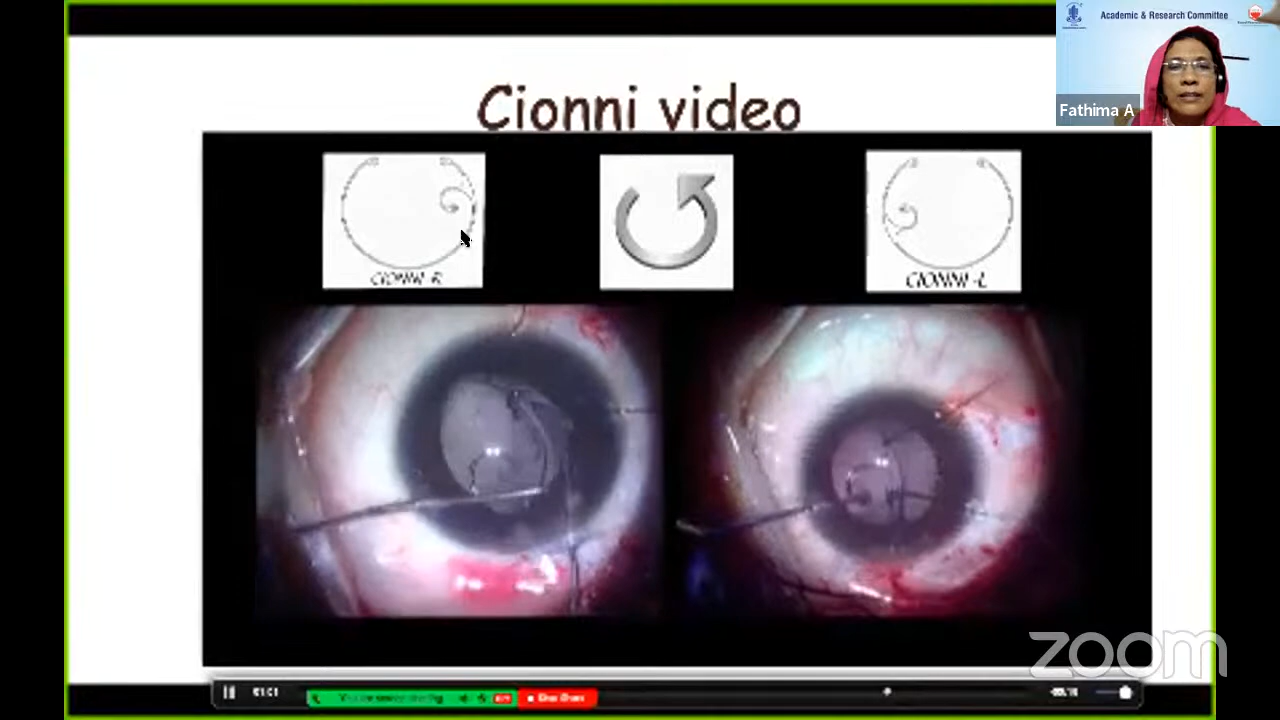 Academic & Research Committee
Fathima A
Cionni video
CIONNI -R
CIONNI -L
zoom